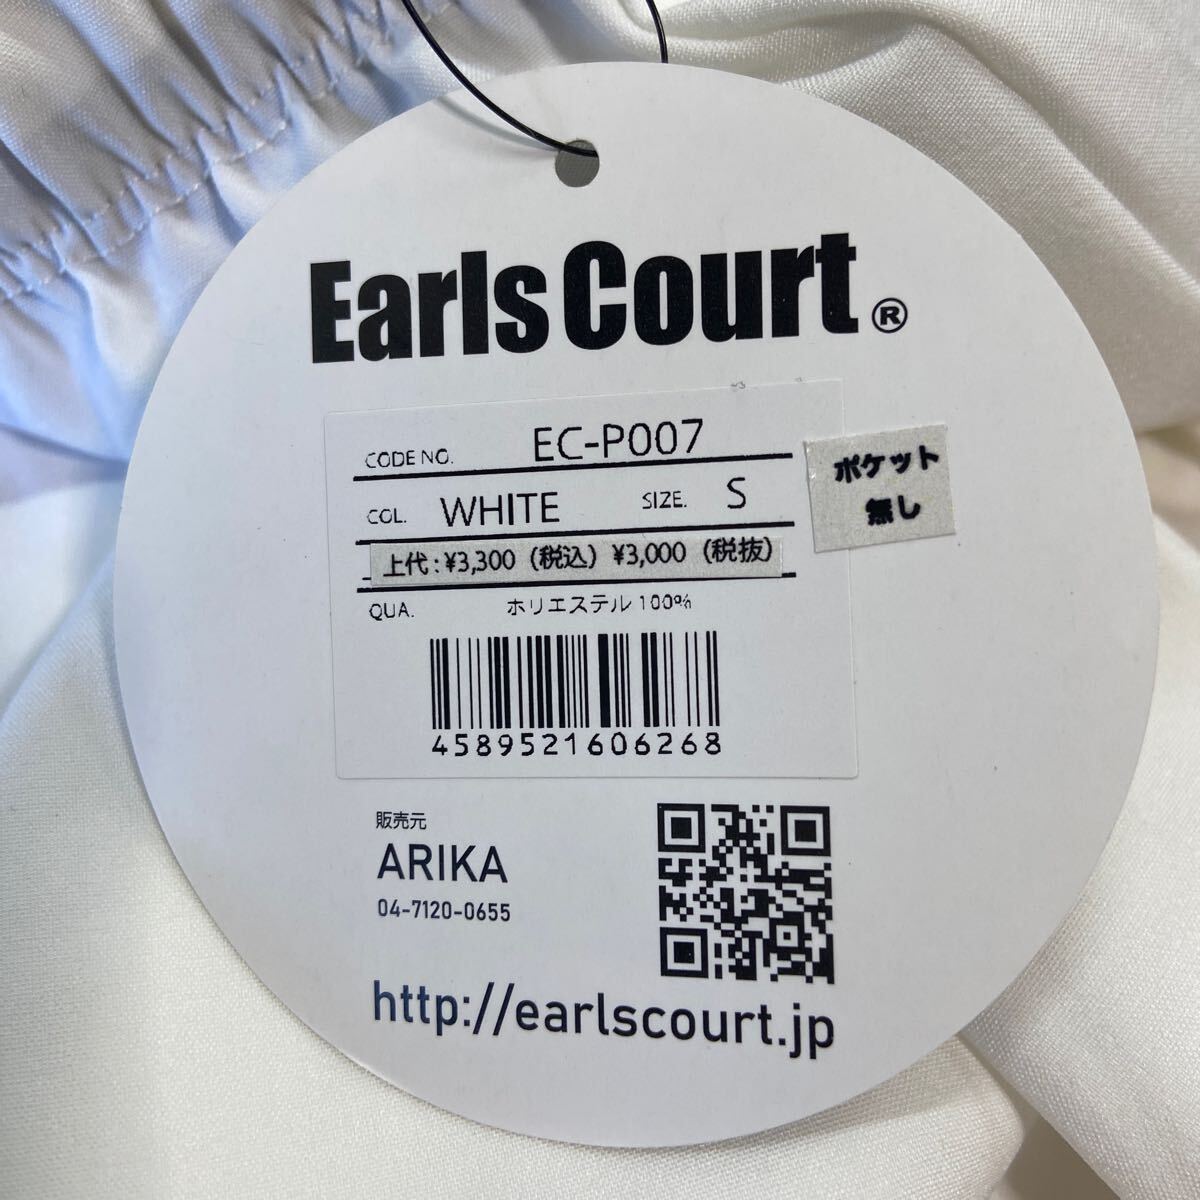 Earls Court ®
CODE NO. EC-P007
COL. WHITE SIZE. S
ポケット
無し
上代:¥3,300（税込）¥3,000（税抜）
QUA. ポリエステル 100%
4589521606268
販売元
ARIKA
04-7120-0655
http://earlscourt.jp